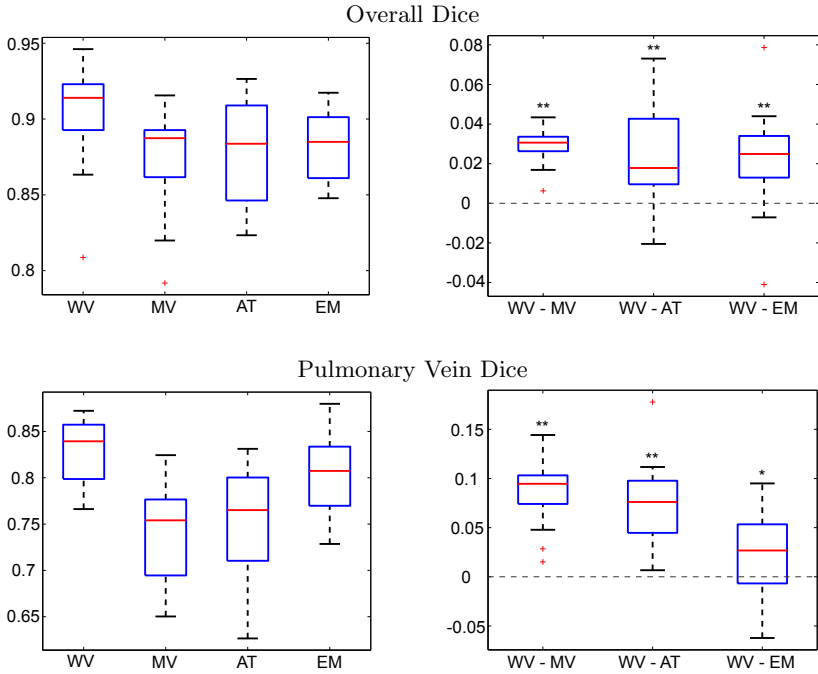 Overall Dice
0.95
0.9
0.85
0.8
WV MV AT EM
0.08
0.06
0.04
0.02
0
-0.02
-0.04
** ** **
WV - MV WV - AT WV - EM
Pulmonary Vein Dice
0.85
0.8
0.75
0.7
0.65
WV MV AT EM
0.15
0.1
0.05
0
-0.05
** ** *
WV - MV WV - AT WV - EM